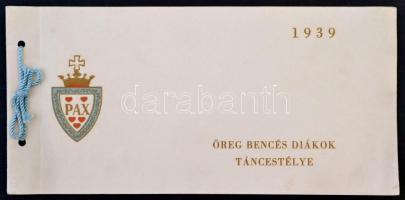 1939
PAX
ÖREG BENCÉS DIÁKOK
TÁNCESTÉLYE
darabanth